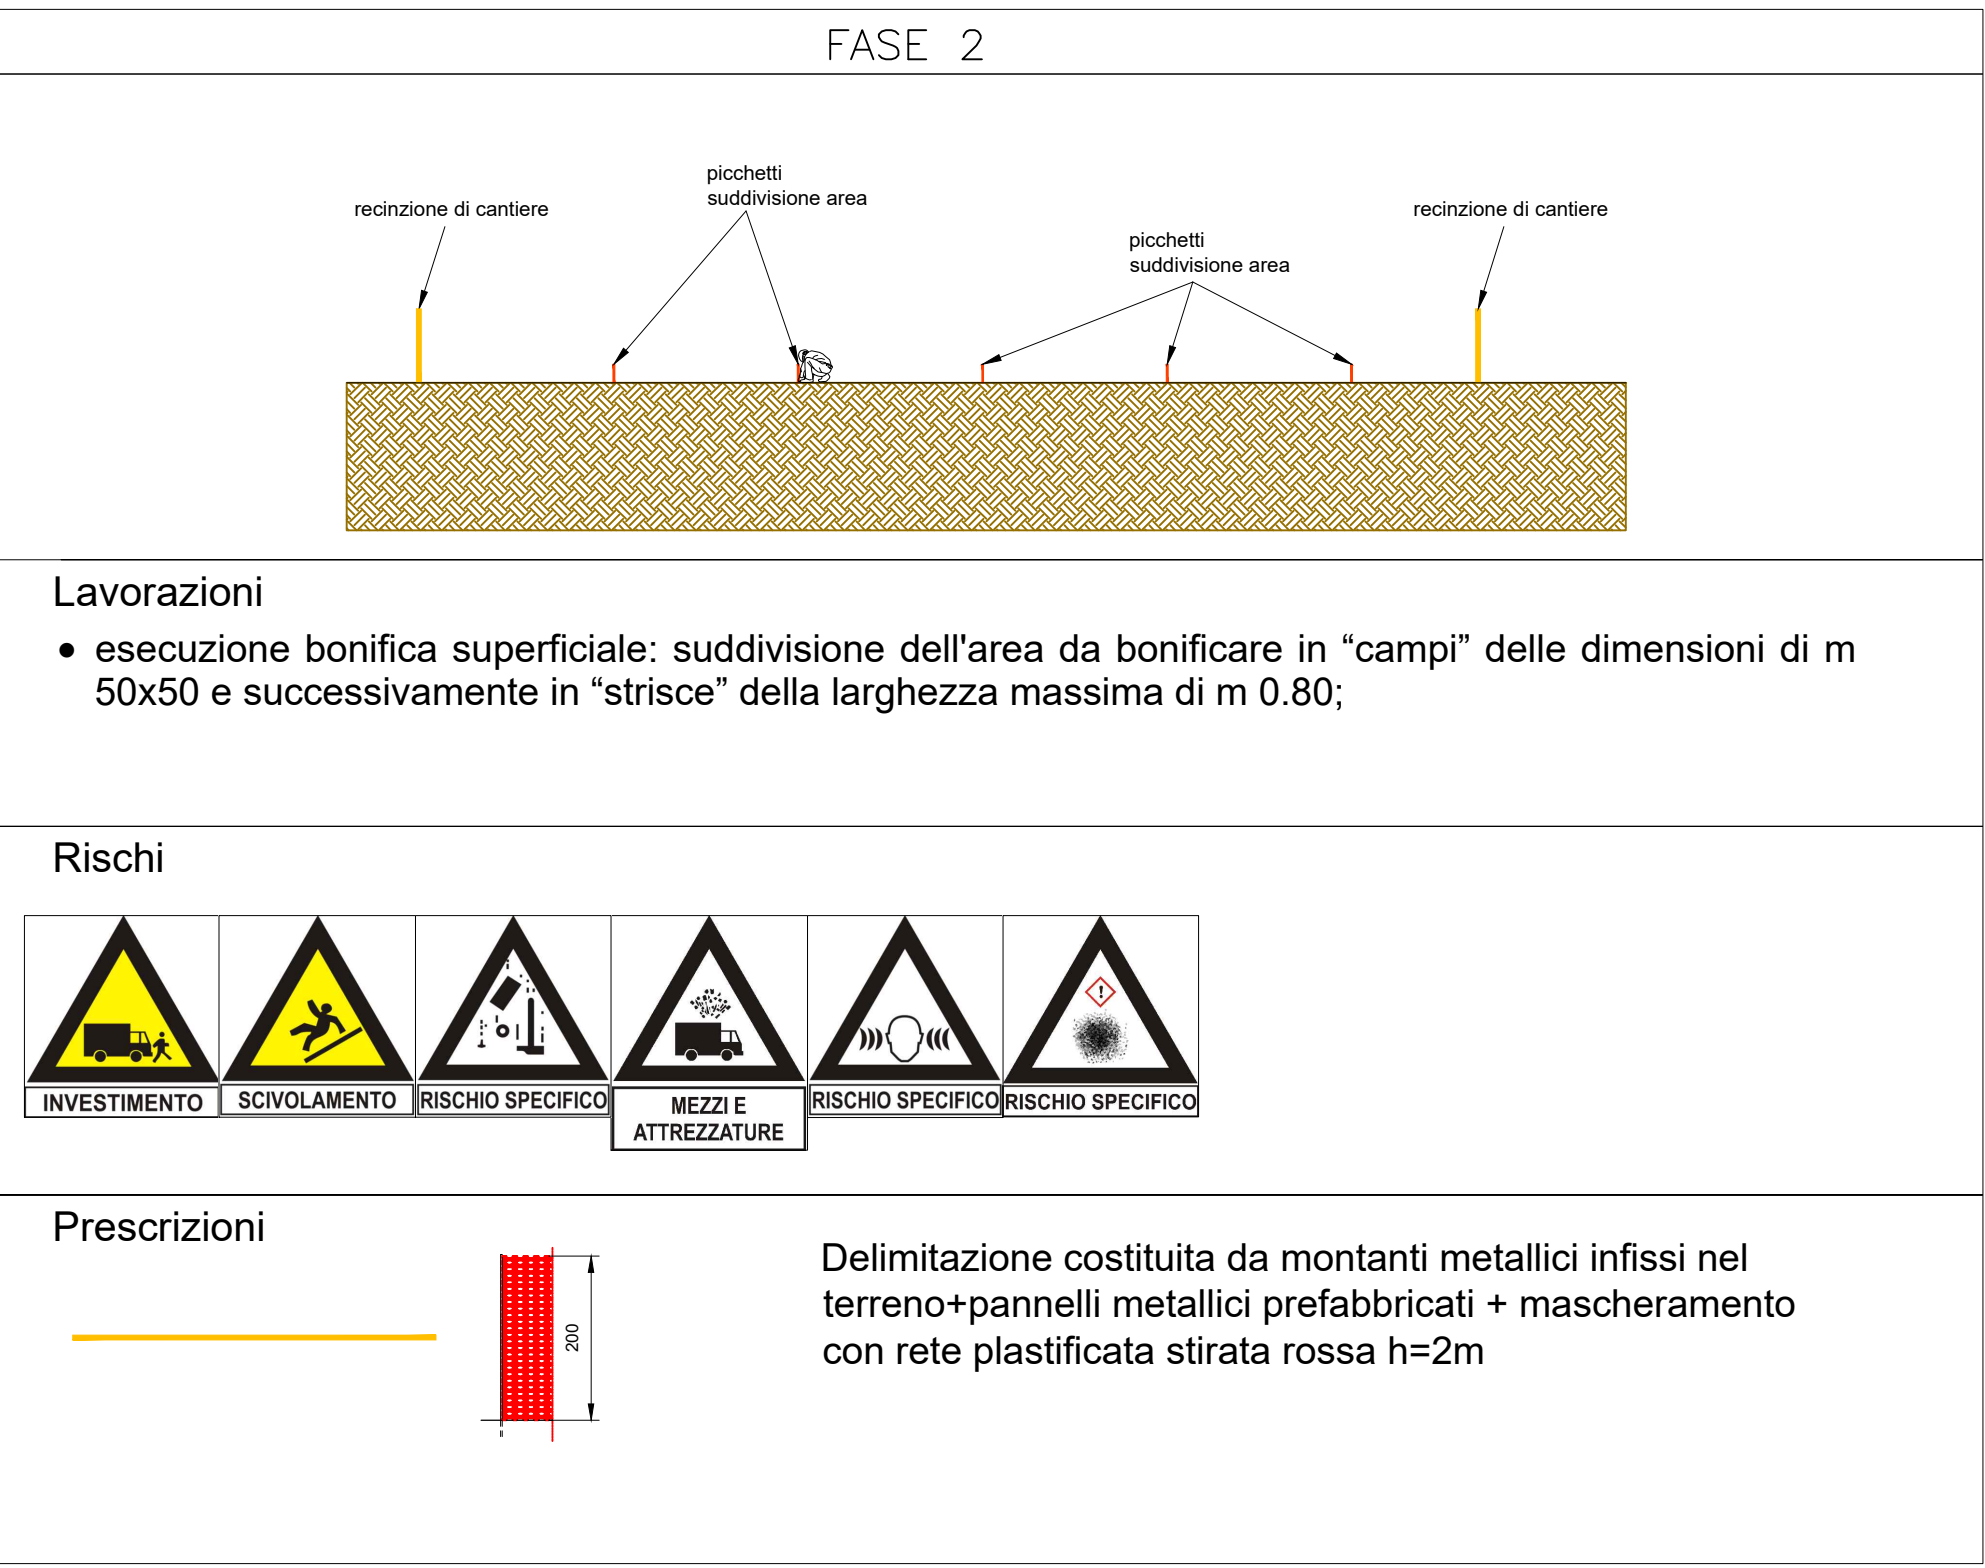 FASE 2
picchetti
suddivisione area
recinzione di cantiere
recinzione di cantiere
picchetti
suddivisione area
Lavorazioni
• esecuzione bonifica superficiale: suddivisione dell'area da bonificare in “campi” delle dimensioni di m
50x50 e successivamente in “strisce” della larghezza massima di m 0.80;
Rischi
INVESTIMENTO
SCIVOLAMENTO
RISCHIO SPECIFICO
MEZZI E
ATTREZZATURE
RISCHIO SPECIFICO
RISCHIO SPECIFICO
Prescrizioni
200
Delimitazione costituita da montanti metallici infissi nel
terreno+pannelli metallici prefabbricati + mascheramento
con rete plastificata stirata rossa h=2m